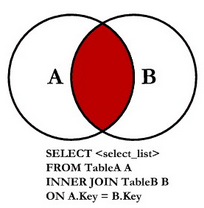 A B
SELECT <select_list>
FROM TableA A
INNER JOIN TableB B
ON A.Key = B.Key